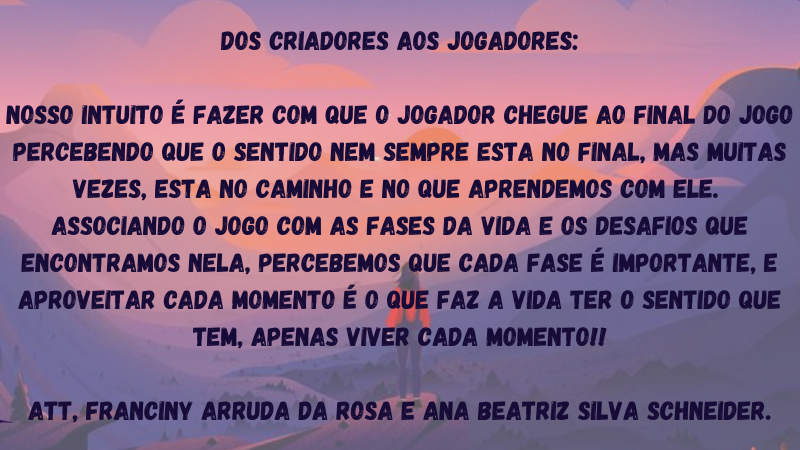 DOS CRIADORES AOS JOGADORES:
NOSSO INTUITO É FAZER COM QUE O JOGADOR CHEGUE AO FINAL DO JOGO
PERCEBENDO QUE O SENTIDO NEM SEMPRE ESTA NO FINAL, MAS MUITAS
VEZES, ESTA NO CAMINHO E NO QUE APRENDEMOS COM ELE.
ASSOCIANDO O JOGO COM AS FASES DA VIDA E OS DESAFIOS QUE
ENCONTRAMOS NELA, PERCEBEMOS QUE CADA FASE É IMPORTANTE, E
APROVEITAR CADA MOMENTO É O QUE FAZ A VIDA TER O SENTIDO QUE
TEM, APENAS VIVER CADA MOMENTO!!
ATT, FRANCINY ARRUDA DA ROSA E ANA BEATRIZ SILVA SCHNEIDER.